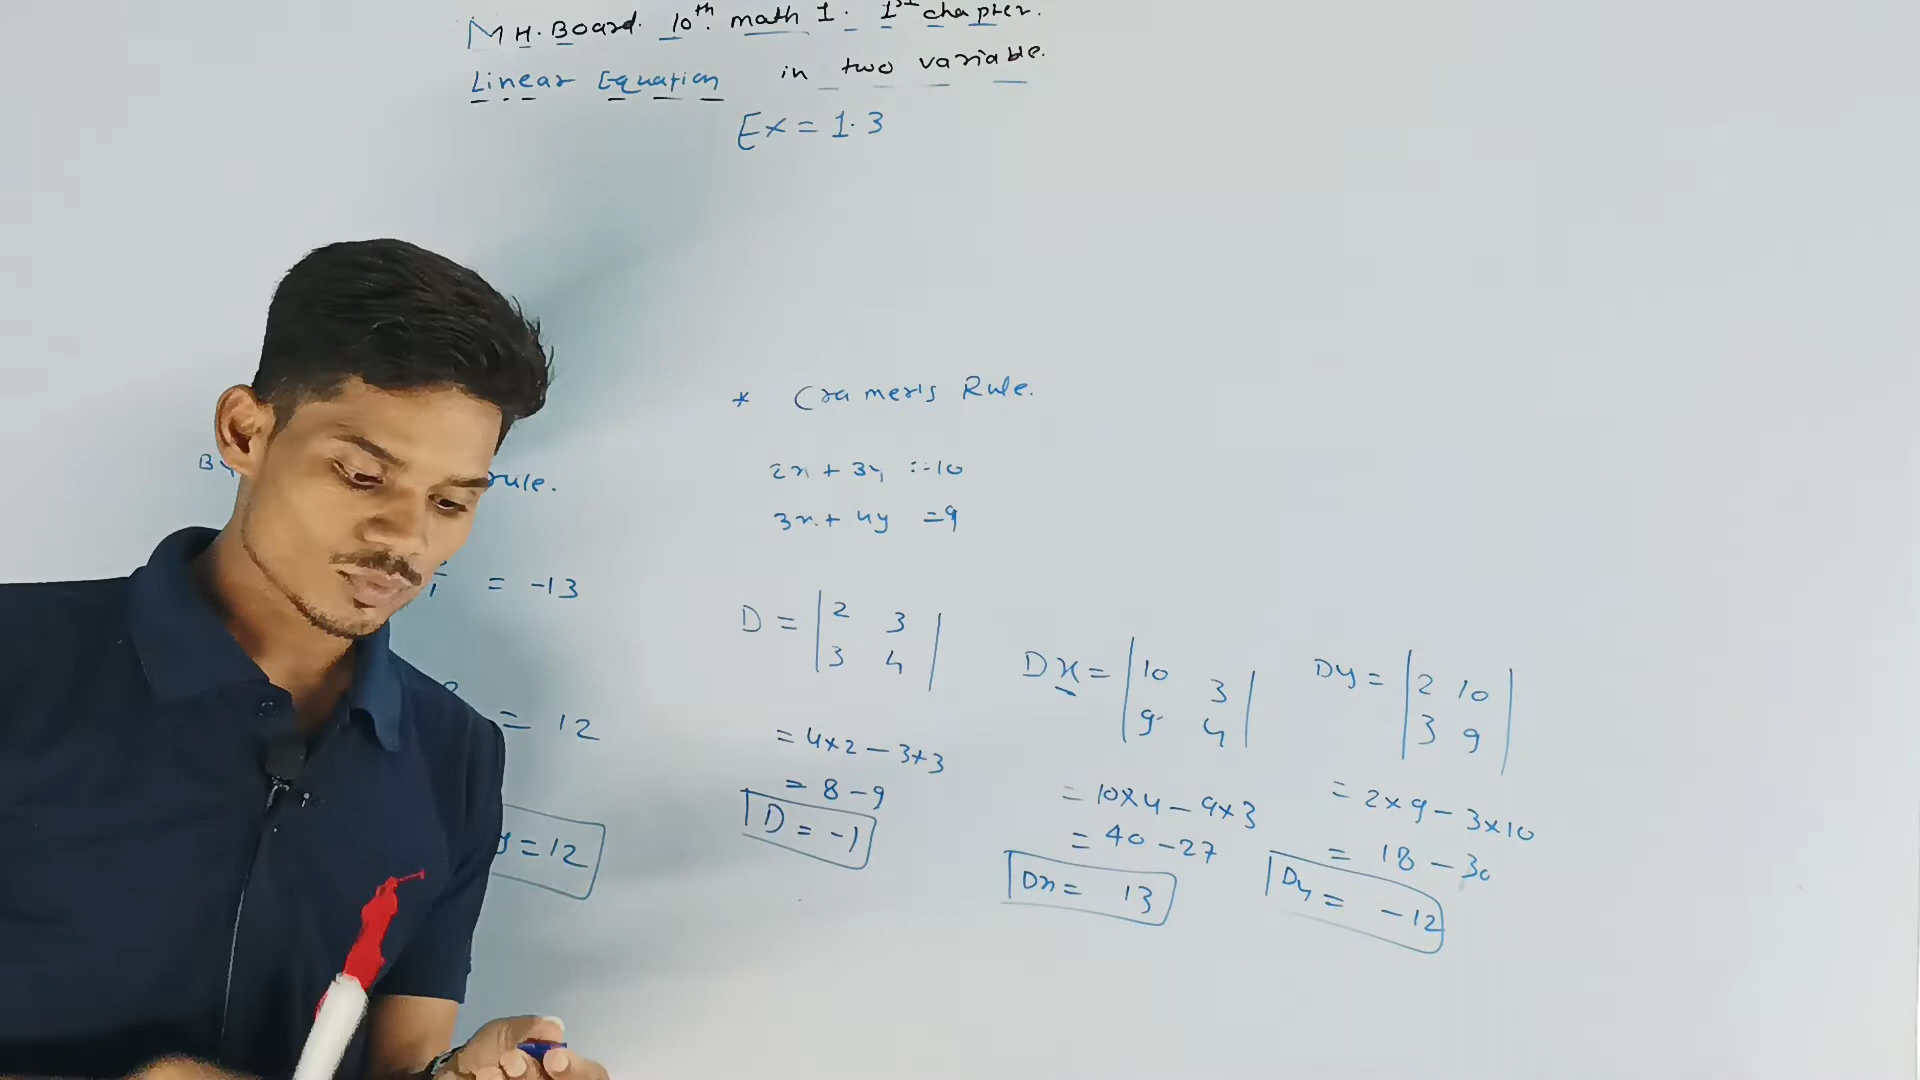 MH. Board. 10th. math 1. 1st chapter.
Linear Equation in two variable.
Ex = 1.3
rule.
= -13
= 12
y = 12
* Cramer's Rule.
2x + 3y = 10
3x + 4y = 9
D = | 2 3 |
| 3 4 |
= 4×2 - 3×3
= 8 - 9
D = -1
Dx = | 10 3 |
| 9 4 |
= 10×4 - 9×3
= 40 - 27
Dx = 13
Dy = | 2 10 |
| 3 9 |
= 2×9 - 3×10
= 18 - 30
Dy = -12